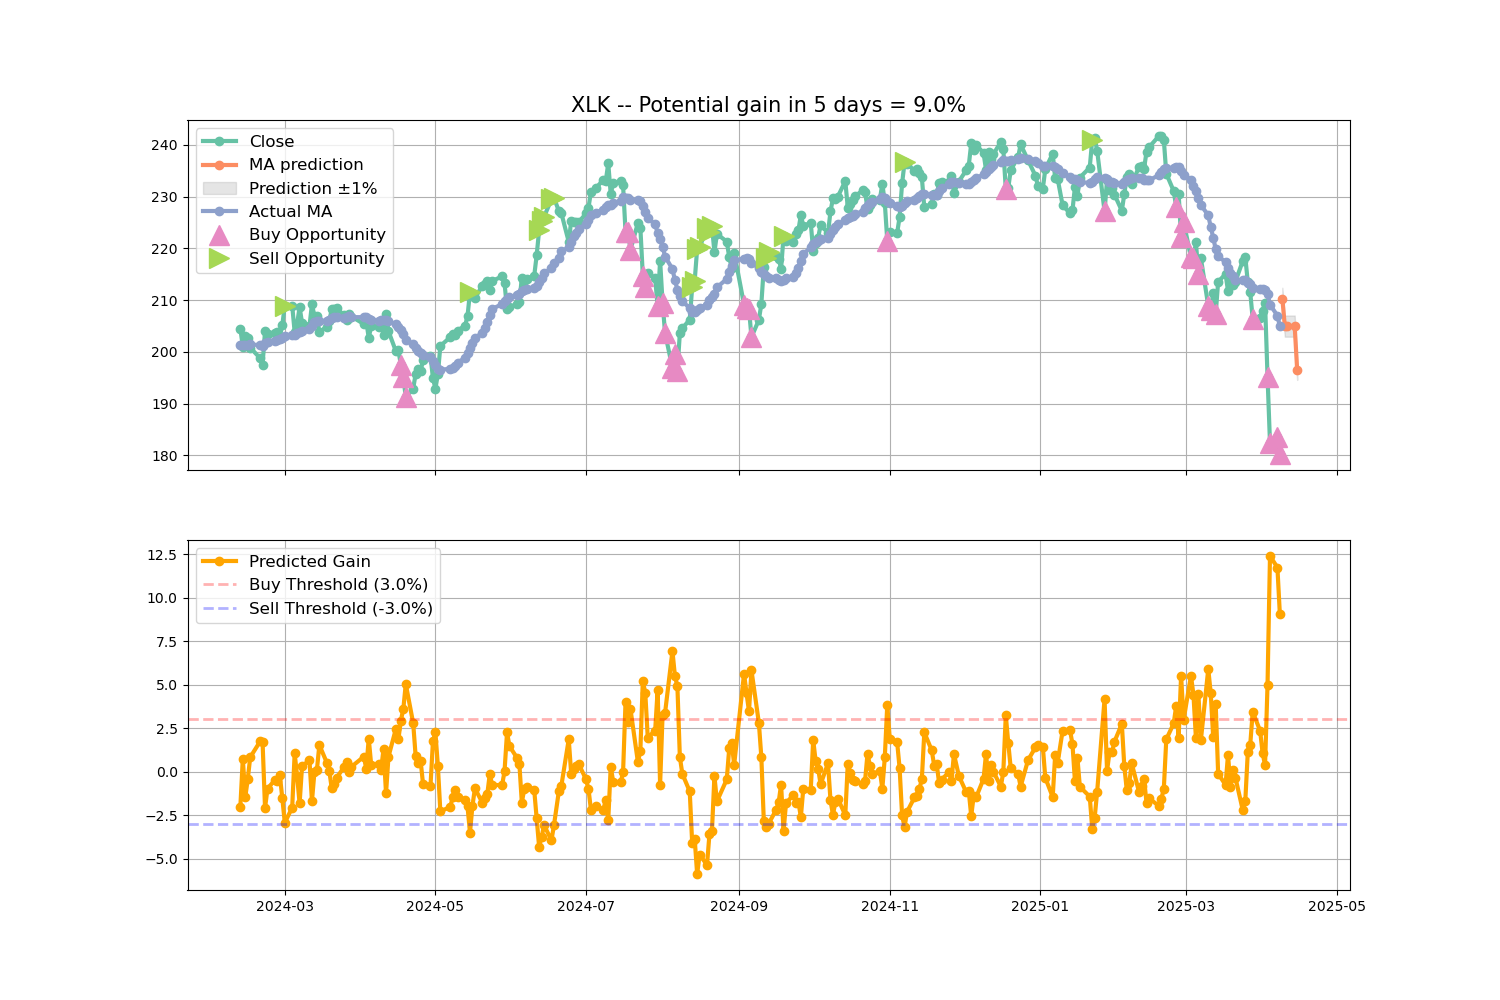 XLK -- Potential gain in 5 days = 9.0%
240
230
220
210
200
190
180
Close
MA prediction
Prediction ±1%
Actual MA
Buy Opportunity
Sell Opportunity
12.5
10.0
7.5
5.0
2.5
0.0
−2.5
−5.0
Predicted Gain
Buy Threshold (3.0%)
Sell Threshold (-3.0%)
2024-03 2024-05 2024-07 2024-09 2024-11 2025-01 2025-03 2025-05